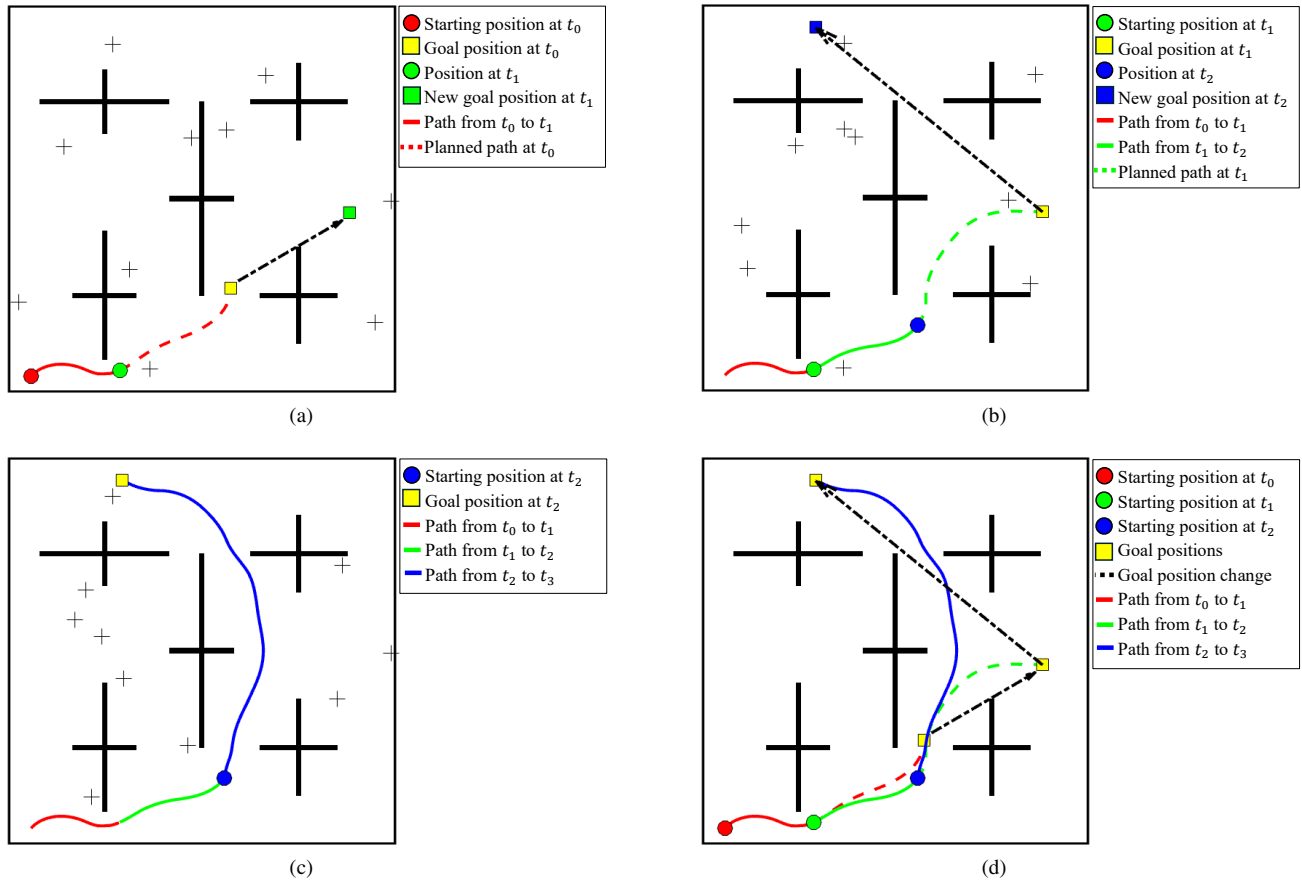 Starting position at t₀
Goal position at t₀
Position at t₁
New goal position at t₁
Path from t₀ to t₁
Planned path at t₀
(a)
Starting position at t₁
Goal position at t₁
Position at t₂
New goal position at t₂
Path from t₀ to t₁
Path from t₁ to t₂
Planned path at t₁
(b)
Starting position at t₂
Goal position at t₂
Path from t₀ to t₁
Path from t₁ to t₂
Path from t₂ to t₃
(c)
Starting position at t₀
Starting position at t₁
Starting position at t₂
Goal positions
Goal position change
Path from t₀ to t₁
Path from t₁ to t₂
Path from t₂ to t₃
(d)